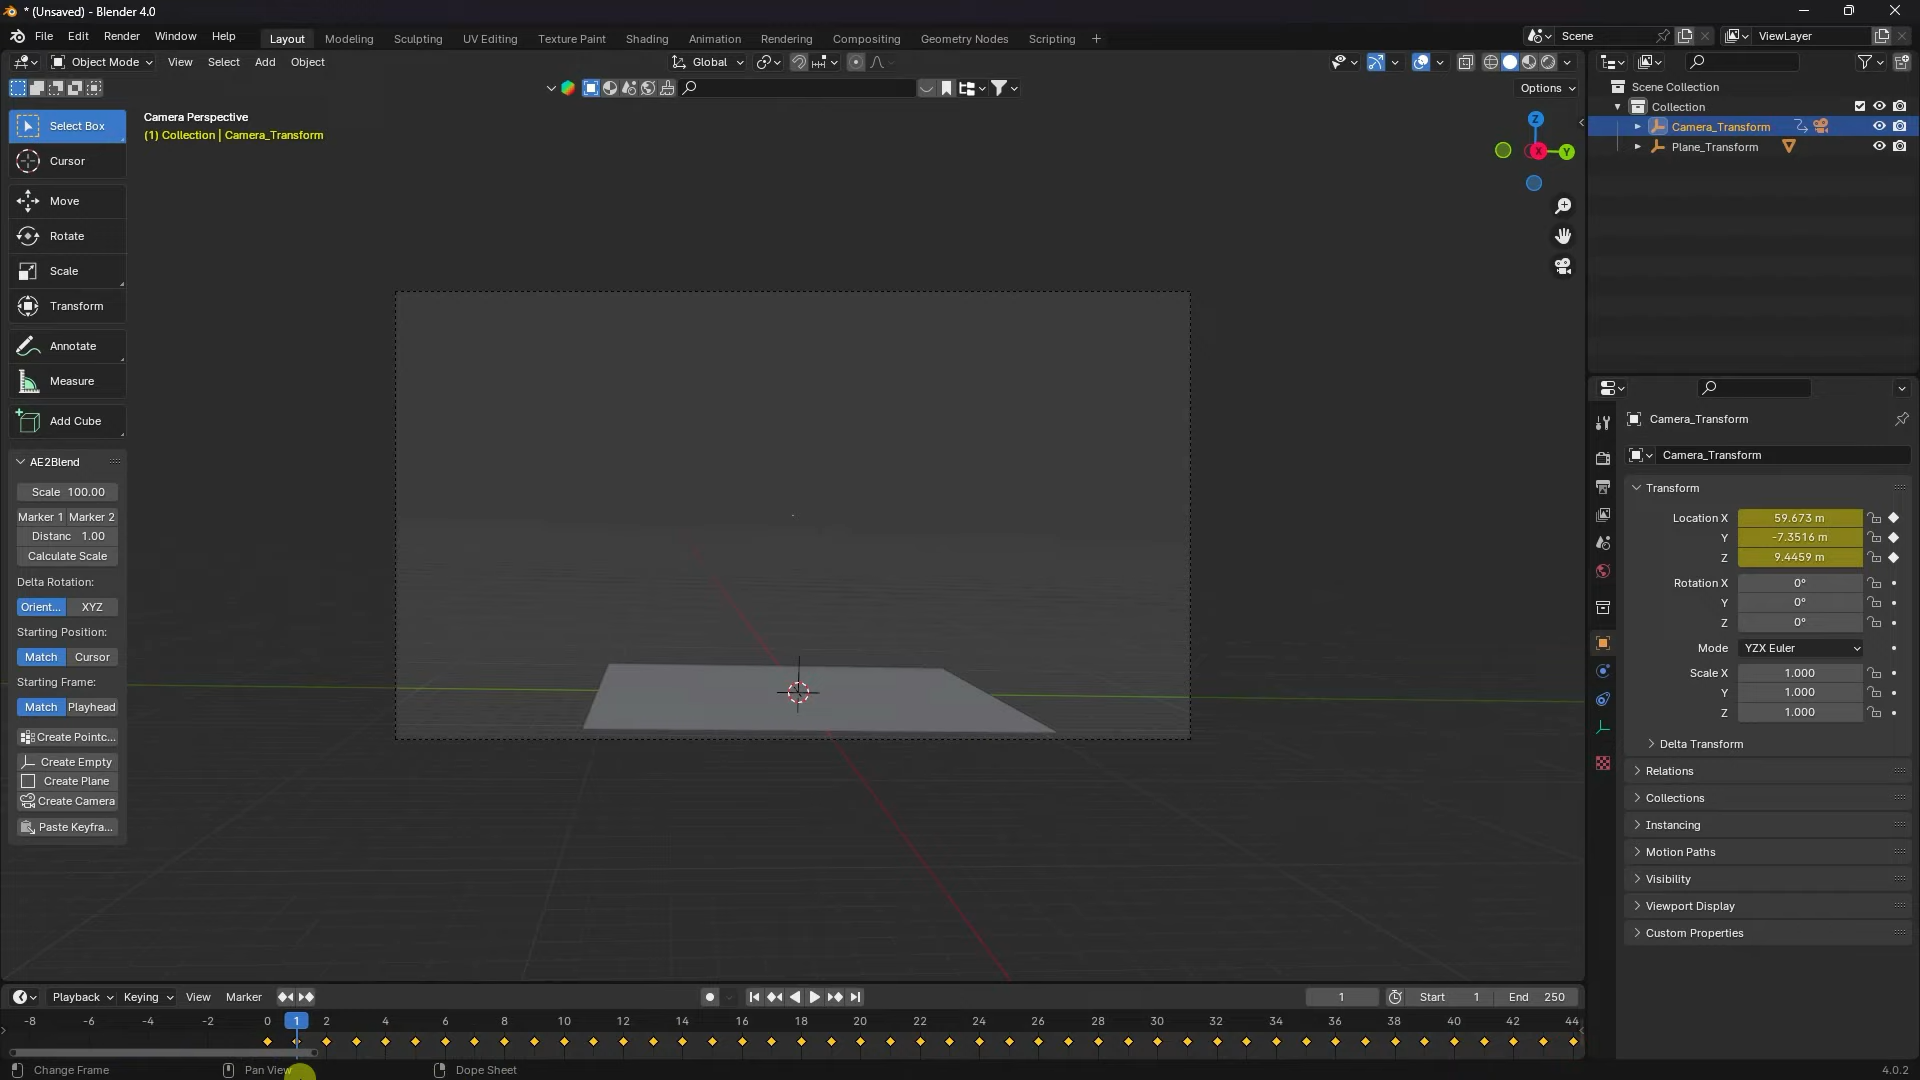 * (Unsaved) - Blender 4.0
File Edit Render Window Help Layout Modeling Sculpting UV Editing Texture Paint Shading Animation Rendering Compositing Geometry Nodes Scripting + Scene ViewLayer
Object Mode View Select Add Object Global
Options
Scene Collection
Collection
Camera_Transform
Plane_Transform
Camera Perspective
(1) Collection | Camera_Transform
Z
X
Y
Select Box
Cursor
Move
Rotate
Scale
Transform
Annotate
Measure
Add Cube
AE2Blend
Scale 100.00
Marker 1 Marker 2
Distanc 1.00
Calculate Scale
Delta Rotation:
Orient... XYZ
Starting Position:
Match Cursor
Starting Frame:
Match Playhead
Create Pointc...
Create Empty
Create Plane
Create Camera
Paste Keyfra...
Camera_Transform
Camera_Transform
Transform
Location X 59.673 m
Y -7.3516 m
Z 9.4459 m
Rotation X 0°
Y 0°
Z 0°
Mode YZX Euler
Scale X 1.000
Y 1.000
Z 1.000
Delta Transform
Relations
Collections
Instancing
Motion Paths
Visibility
Viewport Display
Custom Properties
Playback Keying View Marker 1 Start 1 End 250
-8 -6 -4 -2 0 1 2 4 6 8 10 12 14 16 18 20 22 24 26 28 30 32 34 36 38 40 42 44
Change Frame Pan View Dope Sheet 4.0.2